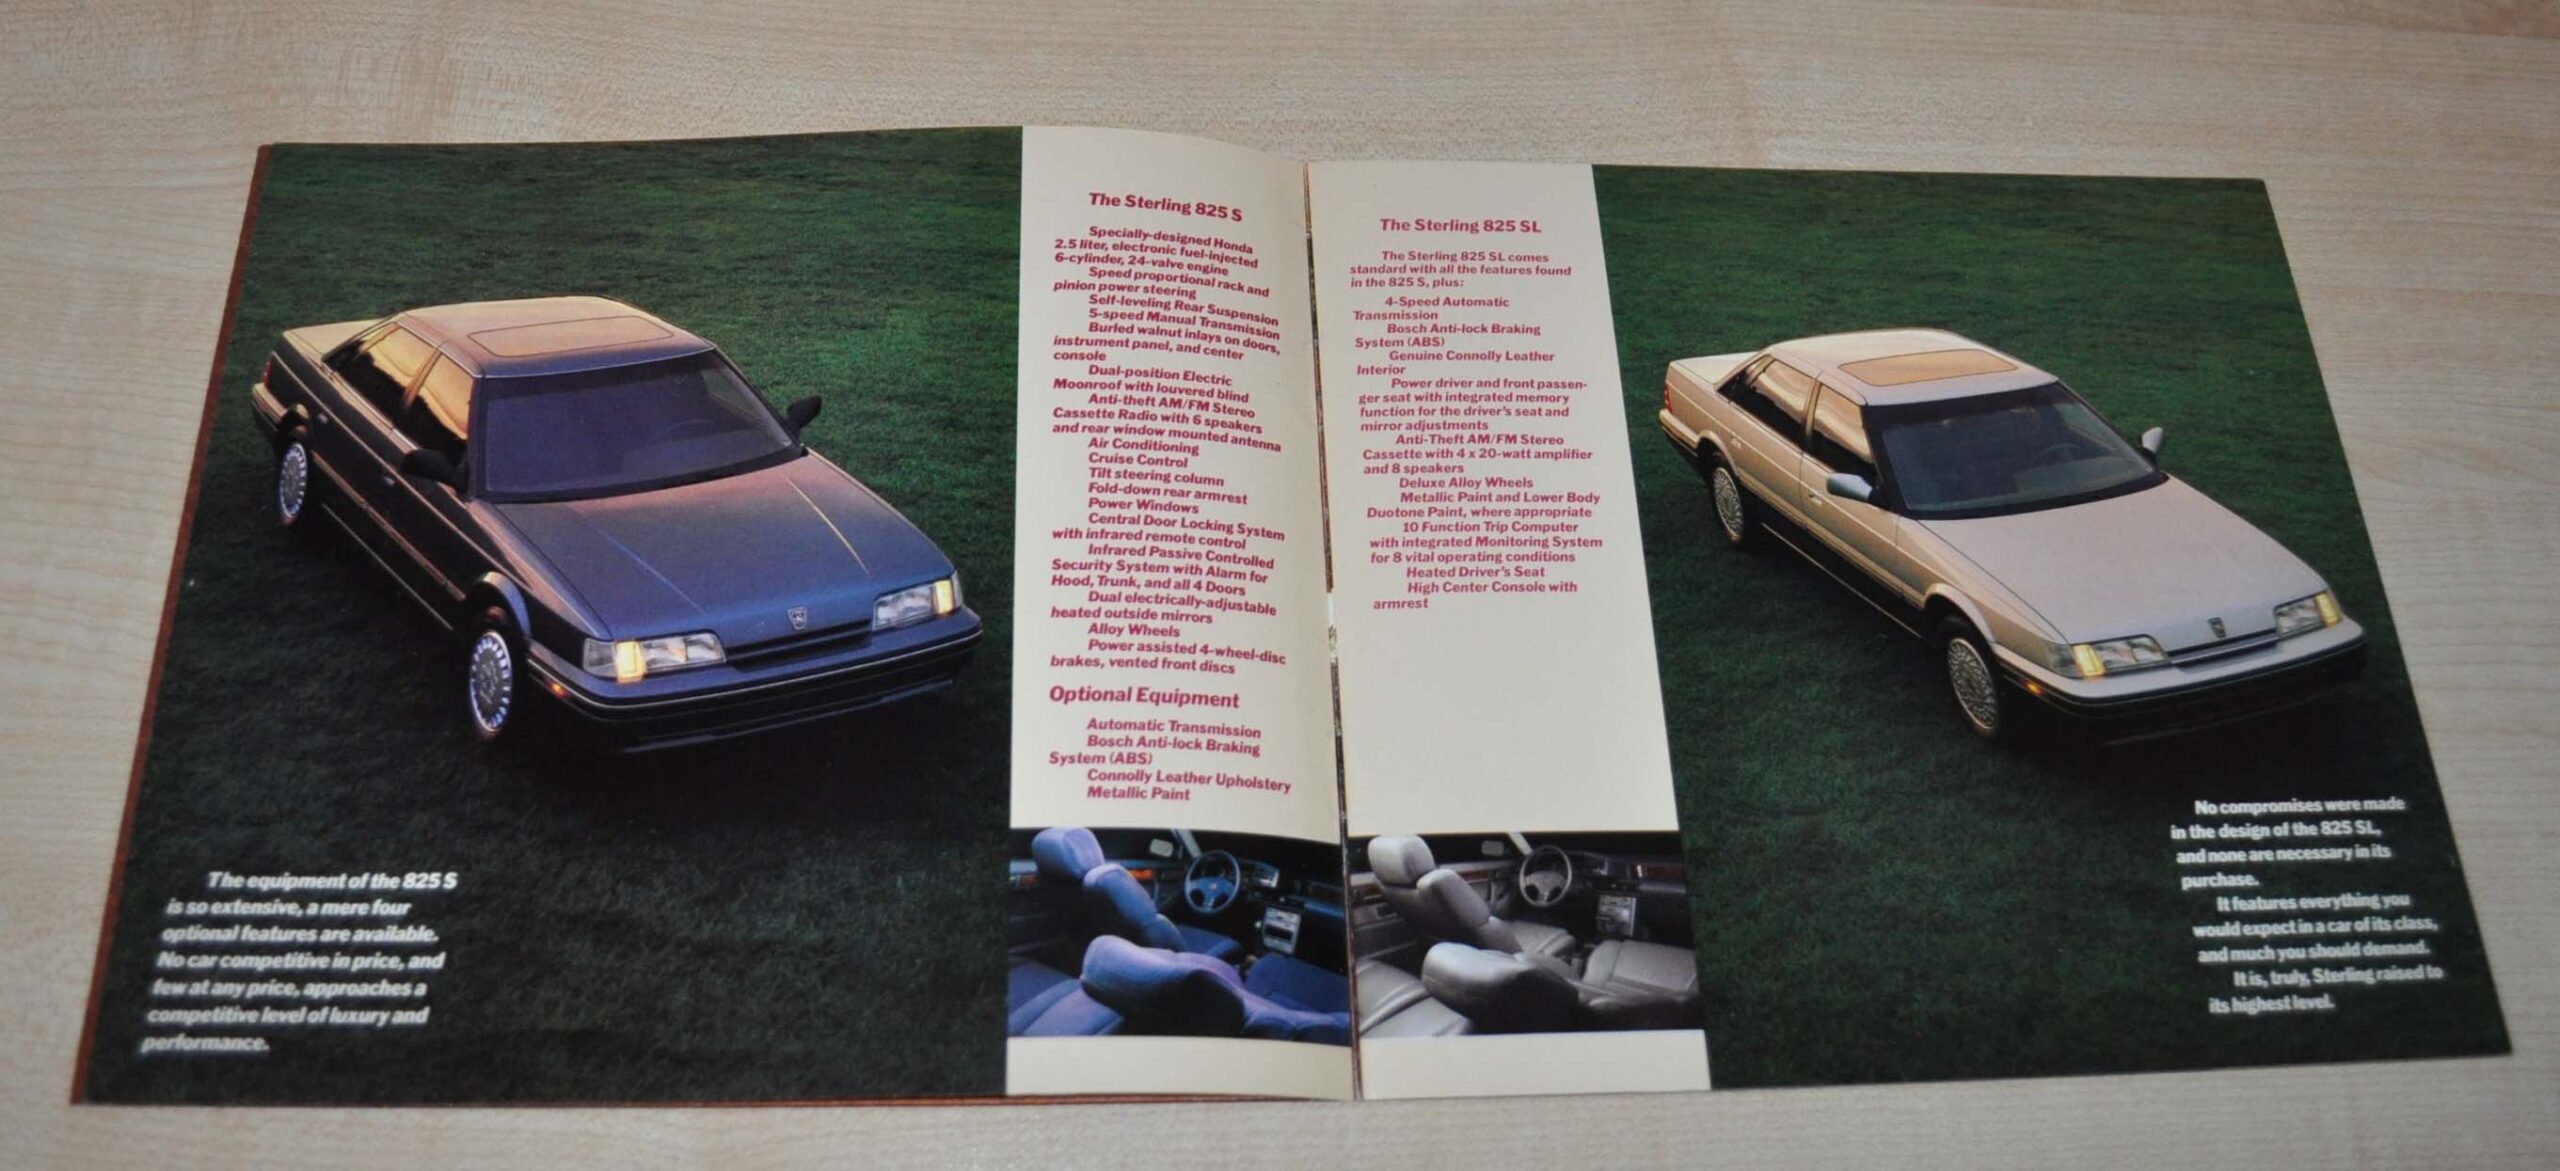 The Sterling 825 S
Specially-designed Honda
2.5 liter, electronic fuel-injected
6-cylinder, 24-valve engine
Speed proportional rack and
pinion power steering
Self-leveling Rear Suspension
5-speed Manual Transmission
Burled walnut inlays on doors,
instrument panel, and center
console
Dual-position Electric
Moonroof with louvered blind
Anti-theft AM/FM Stereo
Cassette Radio with 6 speakers
and rear window mounted antenna
Air Conditioning
Cruise Control
Tilt steering column
Fold-down rear armrest
Power Windows
Central Door Locking System
with infrared remote control
Infrared Passive Controlled
Security System with Alarm for
Hood, Trunk, and all 4 Doors
Dual electrically-adjustable
heated outside mirrors
Alloy Wheels
Power assisted 4-wheel-disc
brakes, vented front discs
Optional Equipment
Automatic Transmission
Bosch Anti-lock Braking
System (ABS)
Connolly Leather Upholstery
Metallic Paint
The equipment of the 825 S
is so extensive, a mere four
optional features are available.
No car competitive in price, and
few at any price, approaches a
competitive level of luxury and
performance.
The Sterling 825 SL
The Sterling 825 SL comes
standard with all the features found
in the 825 S, plus:
4-Speed Automatic
Transmission
Bosch Anti-lock Braking
System (ABS)
Genuine Connolly Leather
Interior
Power driver and front passen-
ger seat with integrated memory
function for the driver's seat and
mirror adjustments
Anti-Theft AM/FM Stereo
Cassette with 4 x 20-watt amplifier
and 8 speakers
Deluxe Alloy Wheels
Metallic Paint and Lower Body
Duotone Paint, where appropriate
10 Function Trip Computer
with integrated Monitoring System
for 8 vital operating conditions
Heated Driver's Seat
High Center Console with
armrest
No compromises were made
in the design of the 825 SL,
and none are necessary in its
purchase.
It features everything you
would expect in a car of its class,
and much you should demand.
It is, truly, Sterling raised to
its highest level.